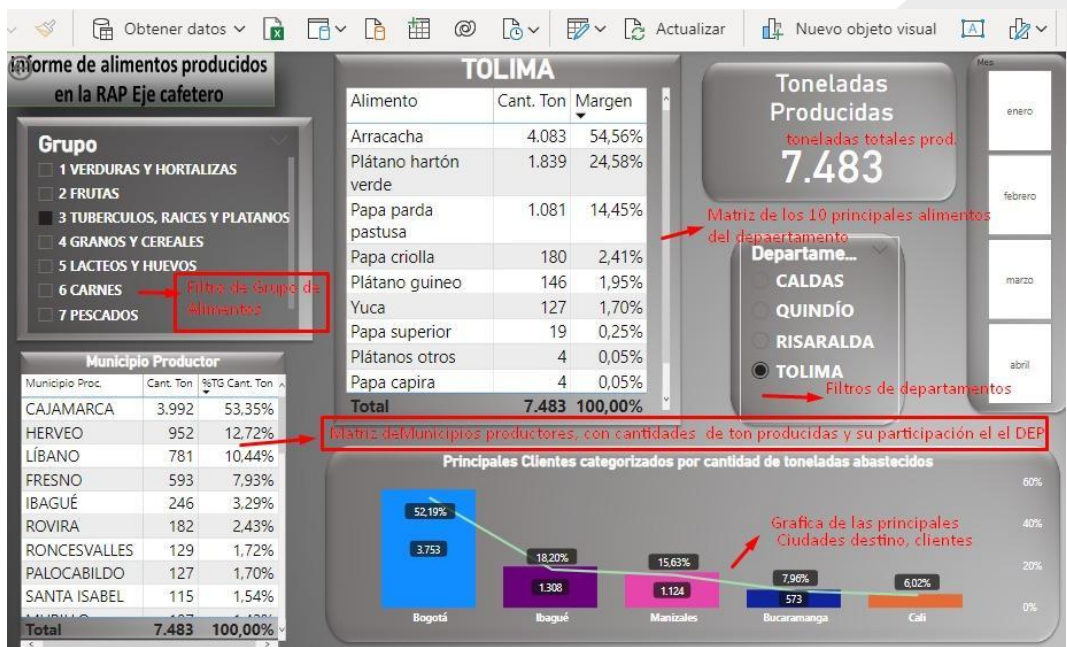 Obtener datos
Actualizar
Nuevo objeto visual
informe de alimentos producidos
en la RAP Eje cafetero
Grupo
1 VERDURAS Y HORTALIZAS
2 FRUTAS
3 TUBERCULOS, RAICES Y PLATANOS
4 GRANOS Y CEREALES
5 LACTEOS Y HUEVOS
6 CARNES
7 PESCADOS
Filtro de Grupo de
Alimentos
TOLIMA
Alimento Cant. Ton Margen
Arracacha 4.083 54,56%
Plátano hartón 1.839 24,58%
verde
Papa parda 1.081 14,45%
pastusa
Papa criolla 180 2,41%
Plátano guineo 146 1,95%
Yuca 127 1,70%
Papa superior 19 0,25%
Plátanos otros 4 0,05%
Papa capira 4 0,05%
Total 7.483 100,00%
Toneladas
Producidas
toneladas totales prod.
7.483
Matriz de los 10 principales alimentos
del depaertamento
Departame...
CALDAS
QUINDÍO
RISARALDA
TOLIMA
Filtros de departamentos
Mes
enero
febrero
marzo
abril
Municipio Productor
Municipio Proc. Cant. Ton %TG Cant. Ton
CAJAMARCA 3.992 53,35%
HERVEO 952 12,72%
LÍBANO 781 10,44%
FRESNO 593 7,93%
IBAGUÉ 246 3,29%
ROVIRA 182 2,43%
RONCESVALLES 129 1,72%
PALOCABILDO 127 1,70%
SANTA ISABEL 115 1,54%
Total 7.483 100,00%
Matriz deMunicipios productores, con cantidades de ton producidas y su participación el el DEP
Principales Clientes categorizados por cantidad de toneladas abastecidos
60%
40%
20%
0%
52,19%
3.753
18,20%
1.308
15,63%
1.124
7,96%
573
6,02%
Grafica de las principales
Ciudades destino, clientes
Bogotá Ibagué Manizales Bucaramanga Cali